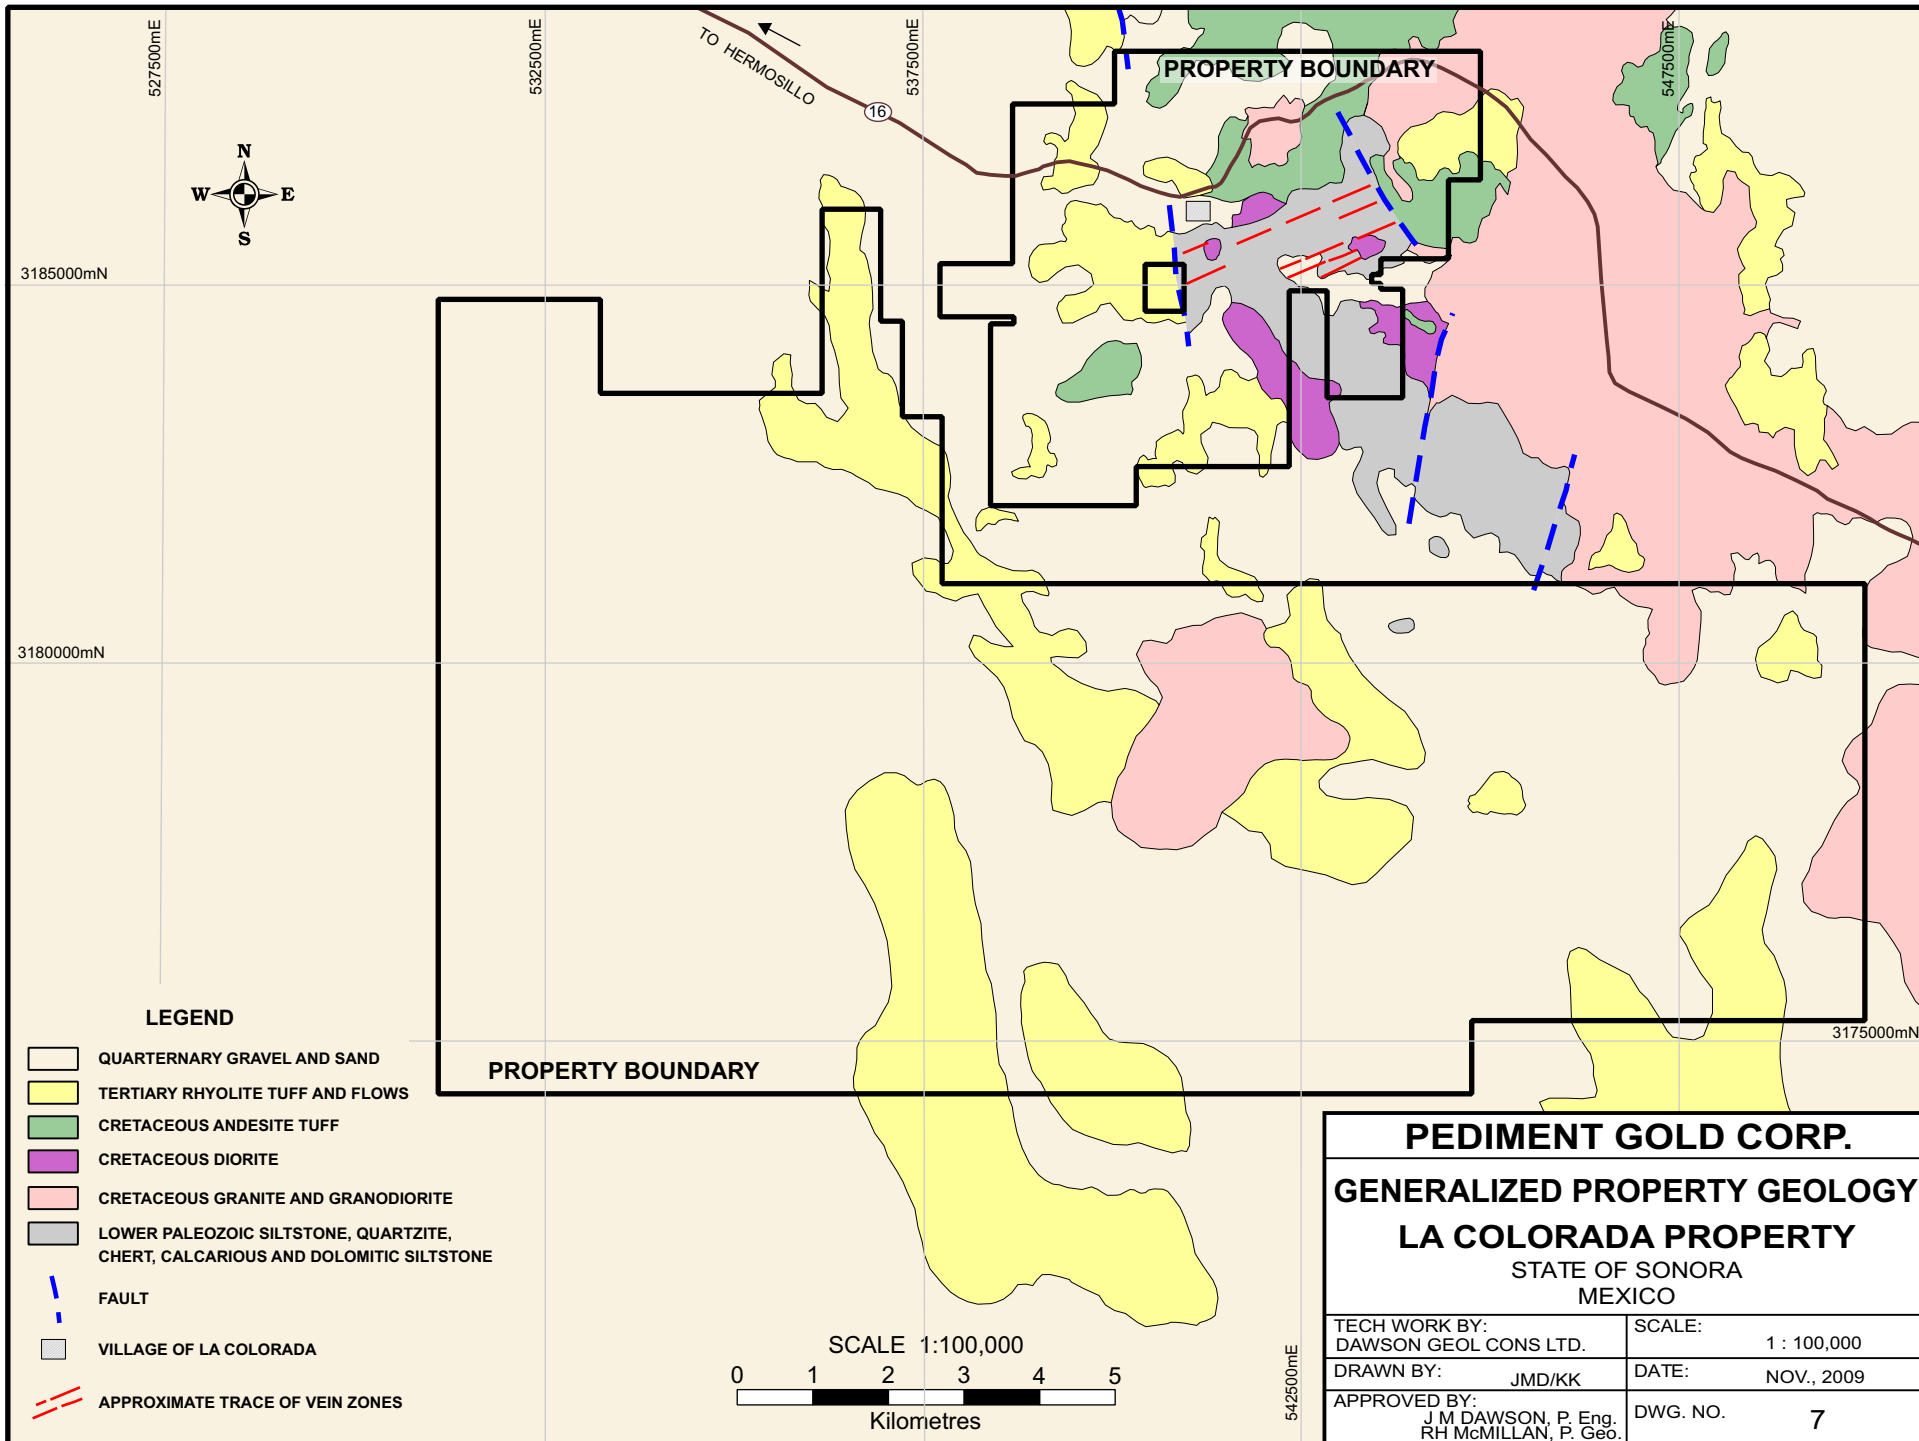 527500mE
532500mE
537500mE
547500mE
TO HERMOSILLO
16
PROPERTY BOUNDARY
N
W E
S
3185000mN
3180000mN
3175000mN
PROPERTY BOUNDARY
LEGEND
QUARTERNARY GRAVEL AND SAND
TERTIARY RHYOLITE TUFF AND FLOWS
CRETACEOUS ANDESITE TUFF
CRETACEOUS DIORITE
CRETACEOUS GRANITE AND GRANODIORITE
LOWER PALEOZOIC SILTSTONE, QUARTZITE,
CHERT, CALCARIOUS AND DOLOMITIC SILTSTONE
FAULT
VILLAGE OF LA COLORADA
APPROXIMATE TRACE OF VEIN ZONES
SCALE 1:100,000
0 1 2 3 4 5
Kilometres
542500mE
PEDIMENT GOLD CORP.
GENERALIZED PROPERTY GEOLOGY
LA COLORADA PROPERTY
STATE OF SONORA
MEXICO
TECH WORK BY:
DAWSON GEOL CONS LTD.
SCALE:
1 : 100,000
DRAWN BY: JMD/KK
DATE: NOV., 2009
APPROVED BY:
J M DAWSON, P. Eng.
RH McMILLAN, P. Geo.
DWG. NO. 7